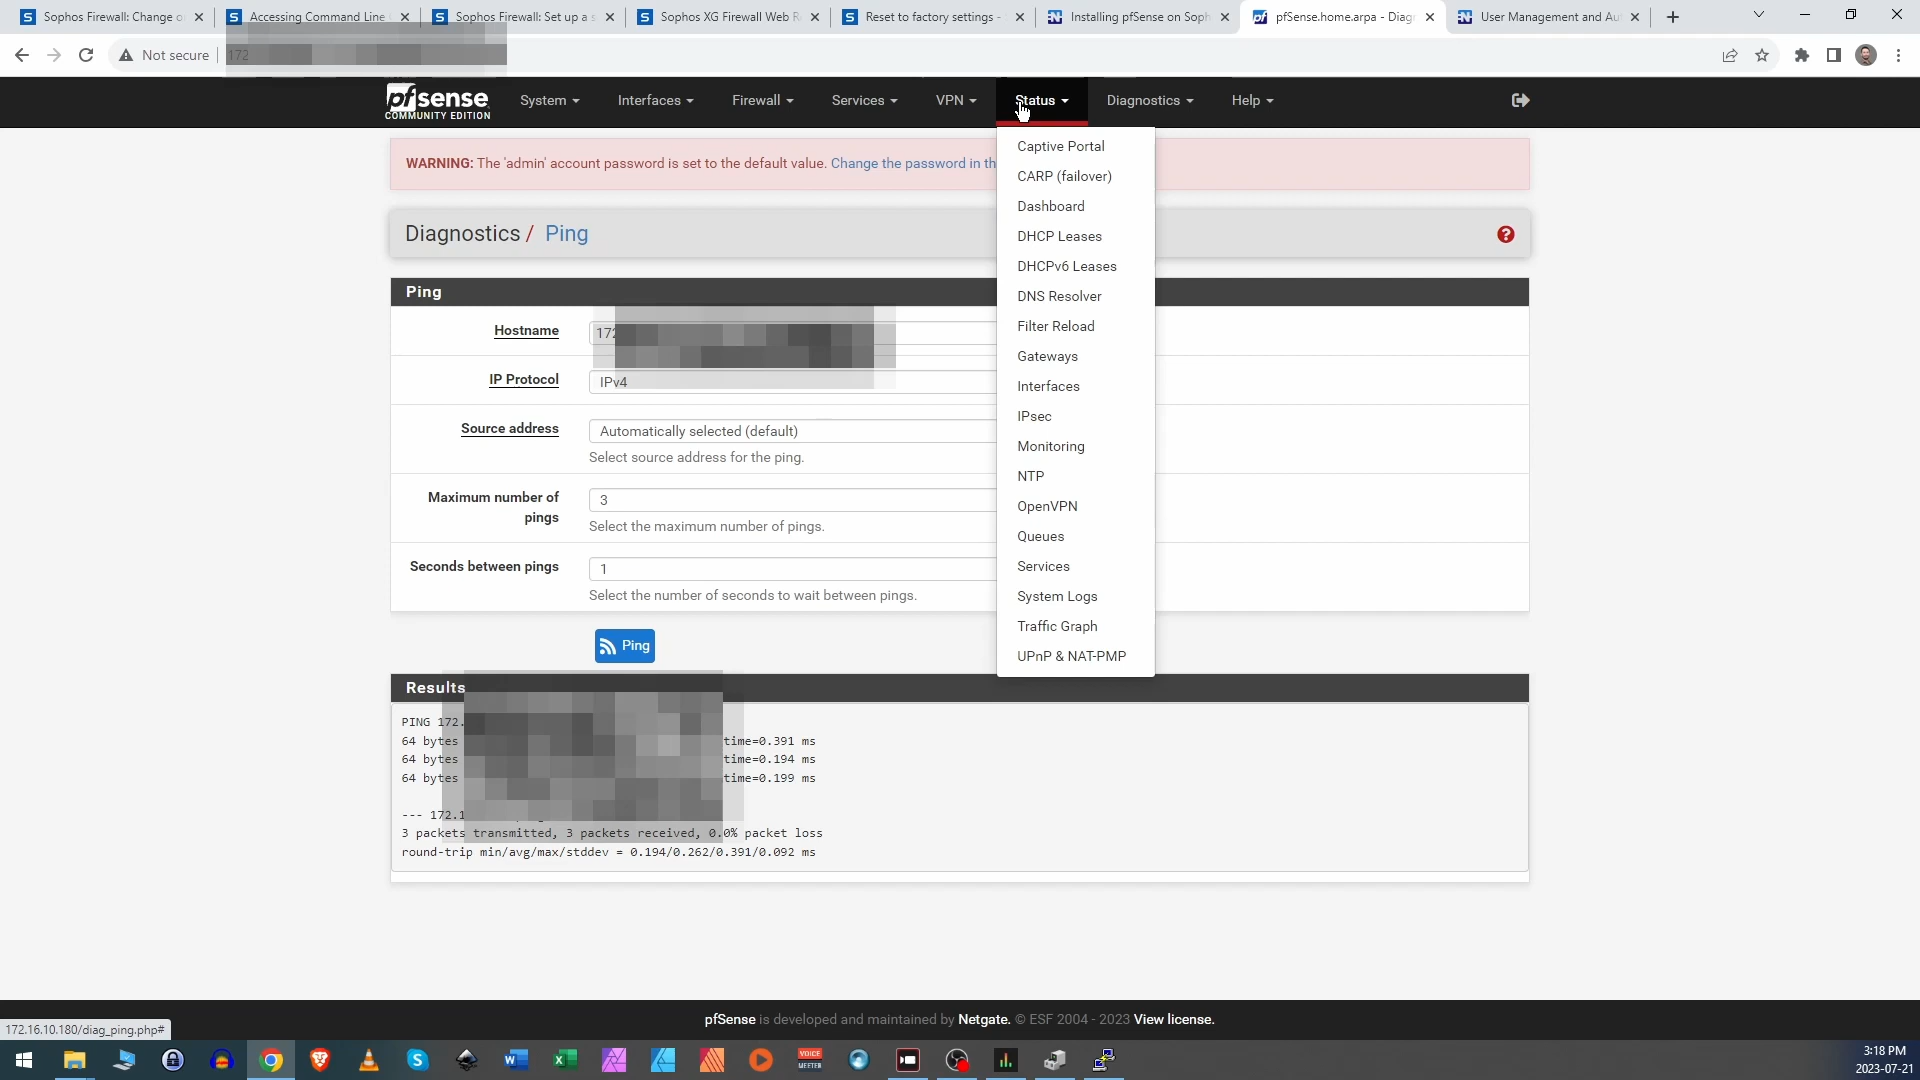 Sophos Firewall: Change o
Accessing Command Line
Sophos Firewall: Set up a s
Sophos XG Firewall Web R
Reset to factory settings -
Installing pfSense on Soph
pfSense.home.arpa - Diag
User Management and Au
Not secure
172
pfsense
COMMUNITY EDITION
System
Interfaces
Firewall
Services
VPN
Status
Diagnostics
Help
WARNING: The 'admin' account password is set to the default value. Change the password in th
Captive Portal
CARP (failover)
Dashboard
DHCP Leases
DHCPv6 Leases
DNS Resolver
Filter Reload
Gateways
Interfaces
IPsec
Monitoring
NTP
OpenVPN
Queues
Services
System Logs
Traffic Graph
UPnP & NAT-PMP
Diagnostics / Ping
Ping
Hostname
172
IP Protocol
IPv4
Source address
Automatically selected (default)
Select source address for the ping.
Maximum number of
pings
3
Select the maximum number of pings.
Seconds between pings
1
Select the number of seconds to wait between pings.
Ping
Results
PING 172.
64 bytes time=0.391 ms
64 bytes time=0.194 ms
64 bytes time=0.199 ms
--- 172.1
3 packets transmitted, 3 packets received, 0.0% packet loss
round-trip min/avg/max/stddev = 0.194/0.262/0.391/0.092 ms
pfSense is developed and maintained by Netgate. © ESF 2004 - 2023 View license.
172.16.10.180/diag_ping.php#
VOICE
MEETER
3:18 PM
2023-07-21